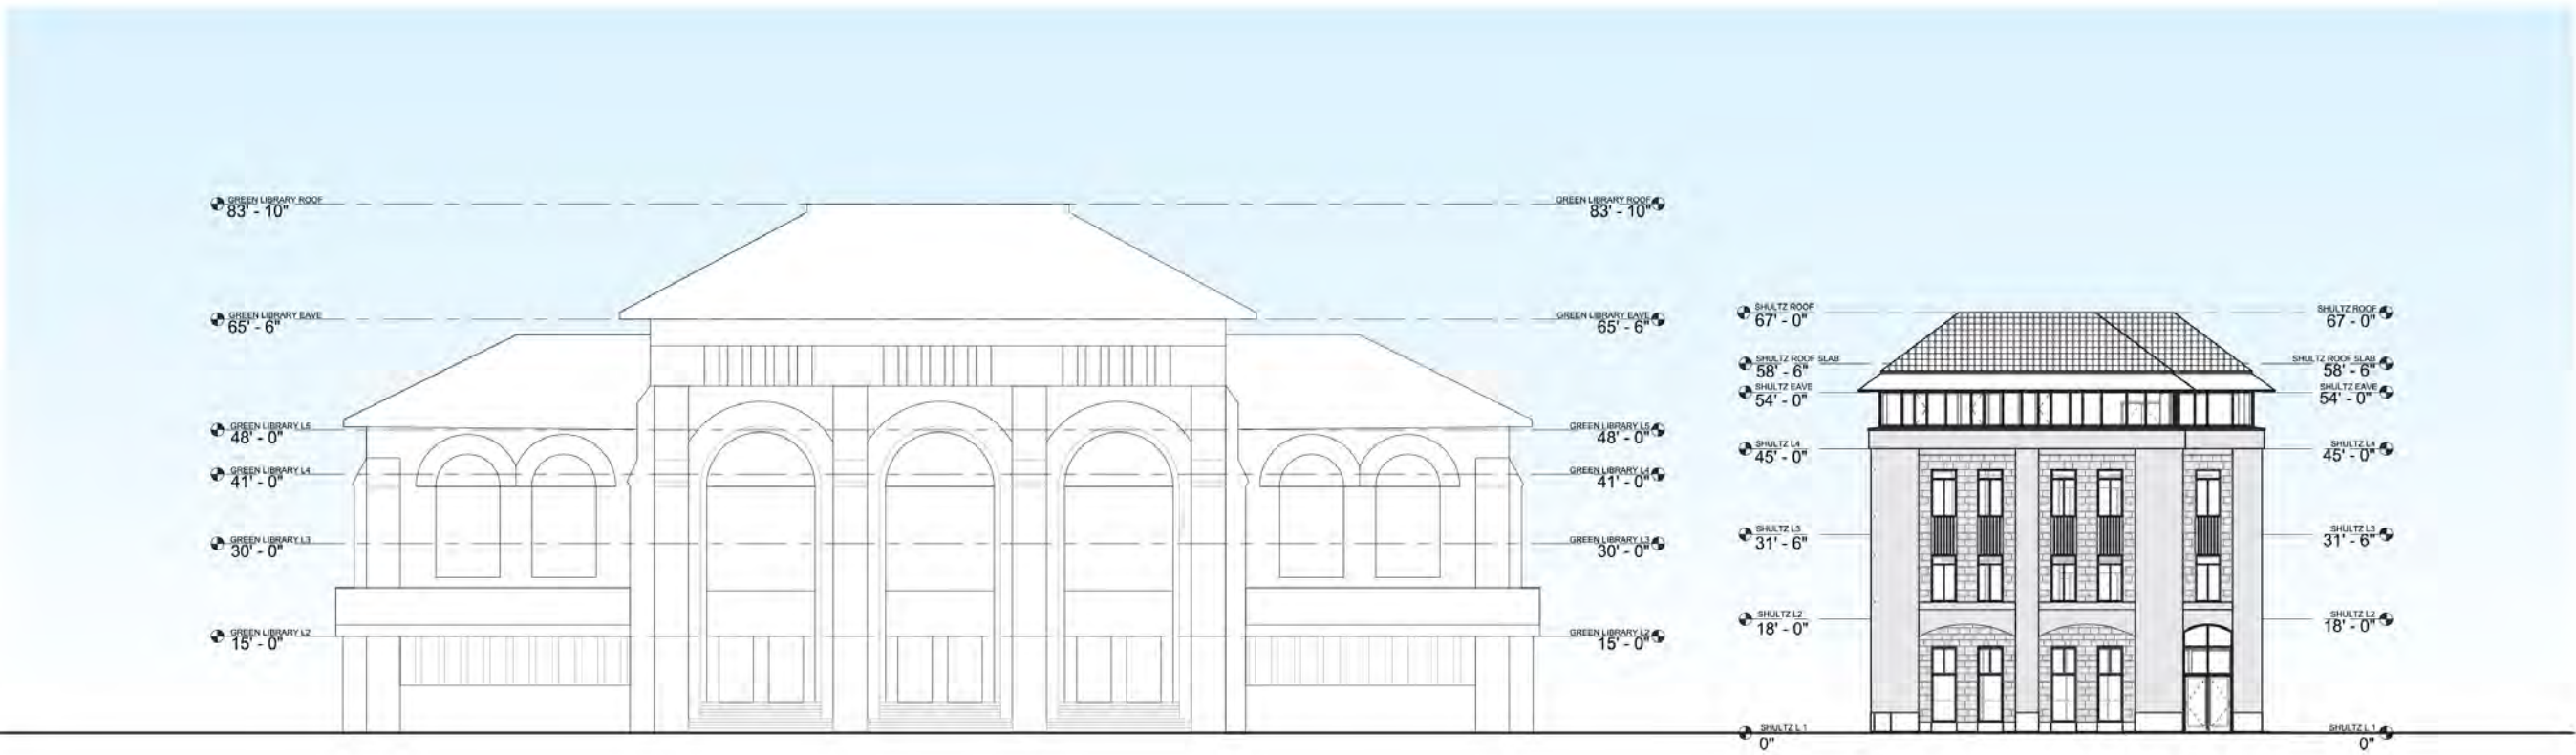 GREEN LIBRARY ROOF
83' - 10"
GREEN LIBRARY EAVE
65' - 6"
GREEN LIBRARY L5
48' - 0"
GREEN LIBRARY L4
41' - 0"
GREEN LIBRARY L3
30' - 0"
GREEN LIBRARY L2
15' - 0"
GREEN LIBRARY ROOF
83' - 10"
GREEN LIBRARY EAVE
65' - 6"
GREEN LIBRARY L5
48' - 0"
GREEN LIBRARY L4
41' - 0"
GREEN LIBRARY L3
30' - 0"
GREEN LIBRARY L2
15' - 0"
SHULTZ ROOF
67' - 0"
SHULTZ ROOF SLAB
58' - 6"
SHULTZ EAVE
54' - 0"
SHULTZ L4
45' - 0"
SHULTZ L3
31' - 6"
SHULTZ L2
18' - 0"
SHULTZ L 1
0"
SHULTZ ROOF
67' - 0"
SHULTZ ROOF SLAB
58' - 6"
SHULTZ EAVE
54' - 0"
SHULTZ L4
45' - 0"
SHULTZ L3
31' - 6"
SHULTZ L2
18' - 0"
SHULTZ L 1
0"